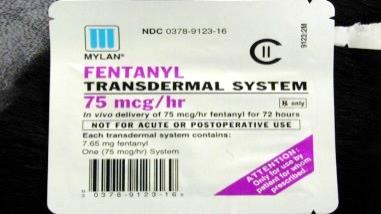 NDC 0378-9123-16
CII
MYLAN®
9123:2M
FENTANYL
TRANSDERMAL SYSTEM
75 mcg/hr
℞ only
In vivo delivery of 75 mcg/hr fentanyl for 72 hours
NOT FOR ACUTE OR POSTOPERATIVE USE
Each transdermal system contains:
7.65 mg fentanyl
One (75 mcg/hr) System
ATTENTION:
Only for use by
patient for whom
prescribed.
0378-9123-16